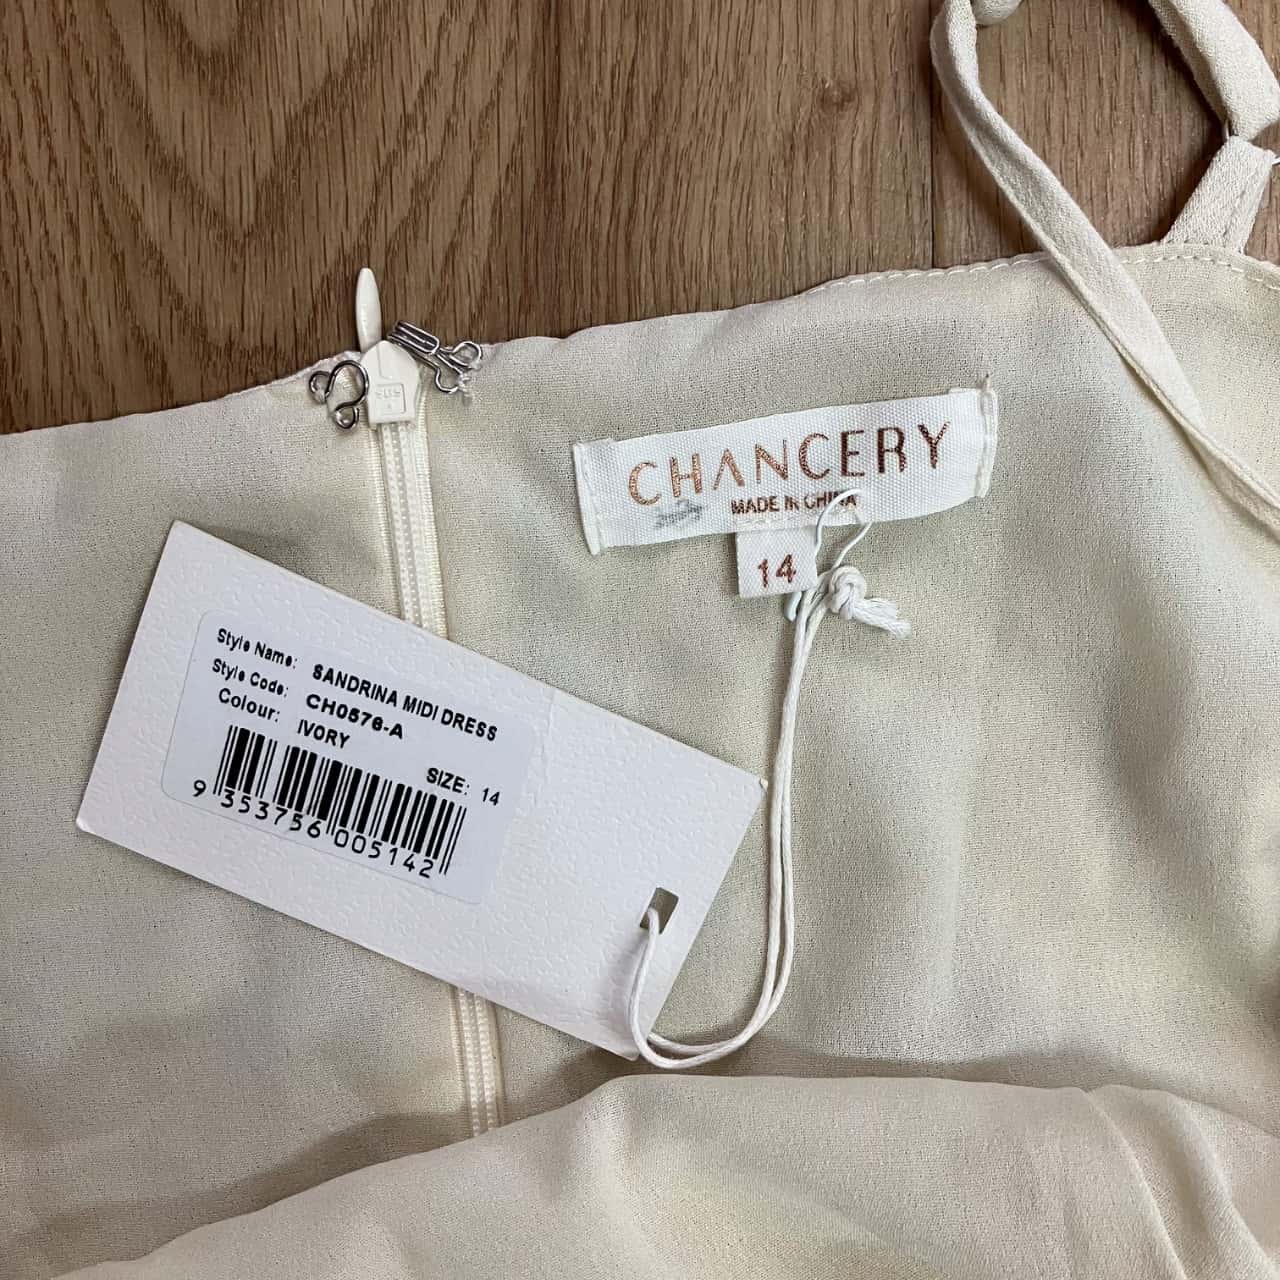 CHANCERY
MADE IN CHINA
14
Style Name: SANDRINA MIDI DRESS
Style Code: CH0576-A
Colour: IVORY
SIZE: 14
9 353756 005142